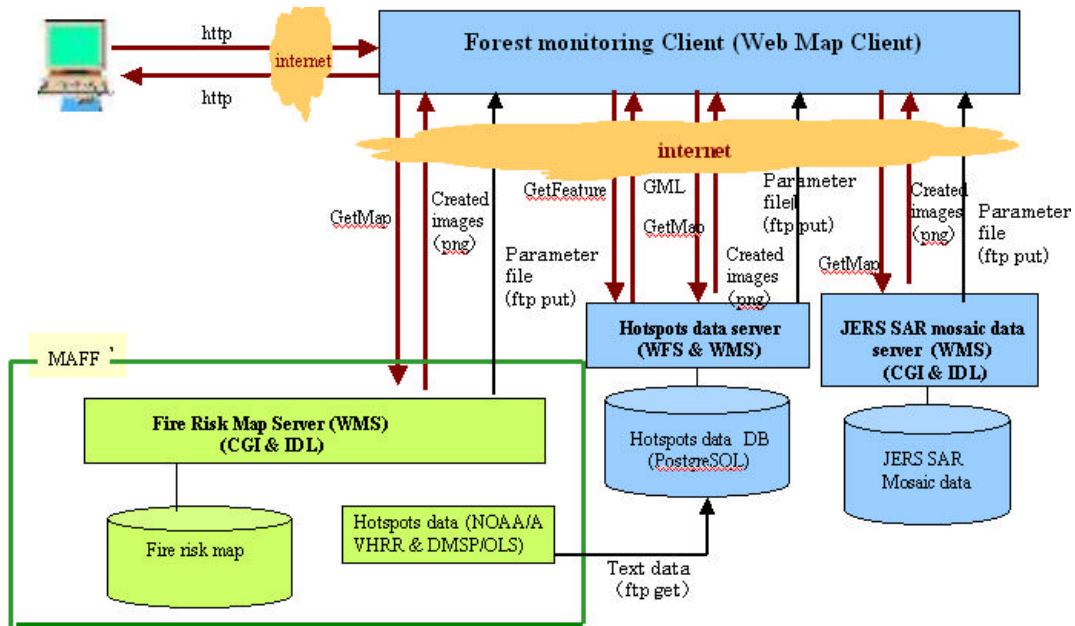 http
internet
http
Forest monitoring Client (Web Map Client)
internet
GetMap
Created
images
(png)
Parameter
file
(ftp put)
GetFeature
GML
GetMap
Created
images
(png)
Parameter
file
(ftp put)
GetMap
Created
images
(png)
Parameter
file
(ftp put)
Hotspots data server
(WFS & WMS)
JERS SAR mosaic data
server (WMS)
(CGI & IDL)
MAFF
Fire Risk Map Server (WMS)
(CGI & IDL)
Hotspots data DB
(PostgreSOL)
JERS SAR
Mosaic data
Fire risk map
Hotspots data (NOAA/A
VHRR & DMSP/OLS)
Text data
(ftp get)